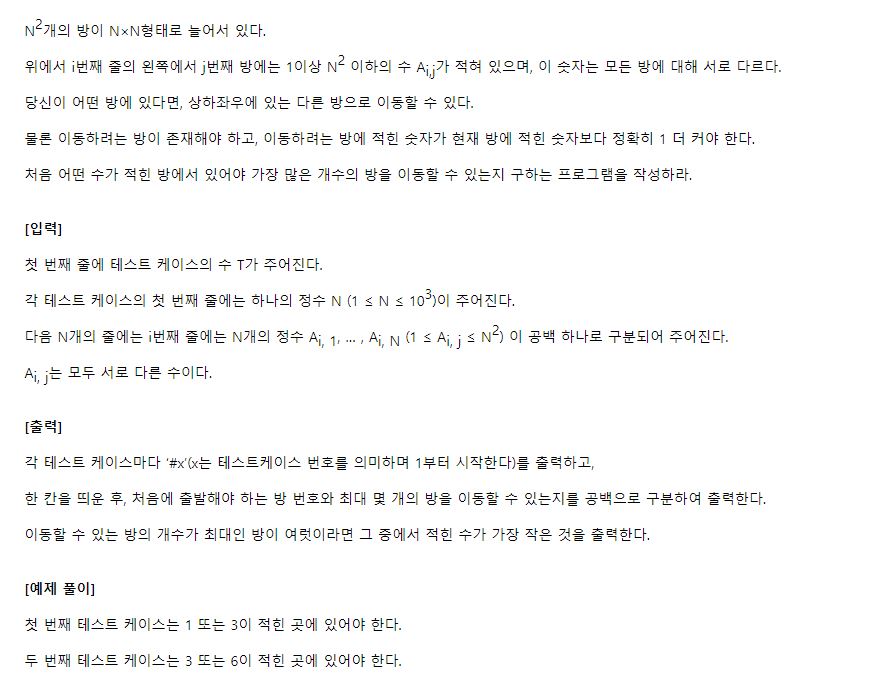 N²개의 방이 N×N형태로 늘어서 있다.
위에서 i번째 줄의 왼쪽에서 j번째 방에는 1이상 N² 이하의 수 Ai,j가 적혀 있으며, 이 숫자는 모든 방에 대해 서로 다르다.
당신이 어떤 방에 있다면, 상하좌우에 있는 다른 방으로 이동할 수 있다.
물론 이동하려는 방이 존재해야 하고, 이동하려는 방에 적힌 숫자가 현재 방에 적힌 숫자보다 정확히 1 더 커야 한다.
처음 어떤 수가 적힌 방에서 있어야 가장 많은 개수의 방을 이동할 수 있는지 구하는 프로그램을 작성하라.
[입력]
첫 번째 줄에 테스트 케이스의 수 T가 주어진다.
각 테스트 케이스의 첫 번째 줄에는 하나의 정수 N (1 ≤ N ≤ 10³)이 주어진다.
다음 N개의 줄에는 i번째 줄에는 N개의 정수 Ai, 1, … , Ai, N (1 ≤ Ai, j ≤ N²) 이 공백 하나로 구분되어 주어진다.
Ai, j는 모두 서로 다른 수이다.
[출력]
각 테스트 케이스마다 '#x'(x는 테스트케이스 번호를 의미하며 1부터 시작한다)를 출력하고,
한 칸을 띄운 후, 처음에 출발해야 하는 방 번호와 최대 몇 개의 방을 이동할 수 있는지를 공백으로 구분하여 출력한다.
이동할 수 있는 방의 개수가 최대인 방이 여럿이라면 그 중에서 적힌 수가 가장 작은 것을 출력한다.
[예제 풀이]
첫 번째 테스트 케이스는 1 또는 3이 적힌 곳에 있어야 한다.
두 번째 테스트 케이스는 3 또는 6이 적힌 곳에 있어야 한다.